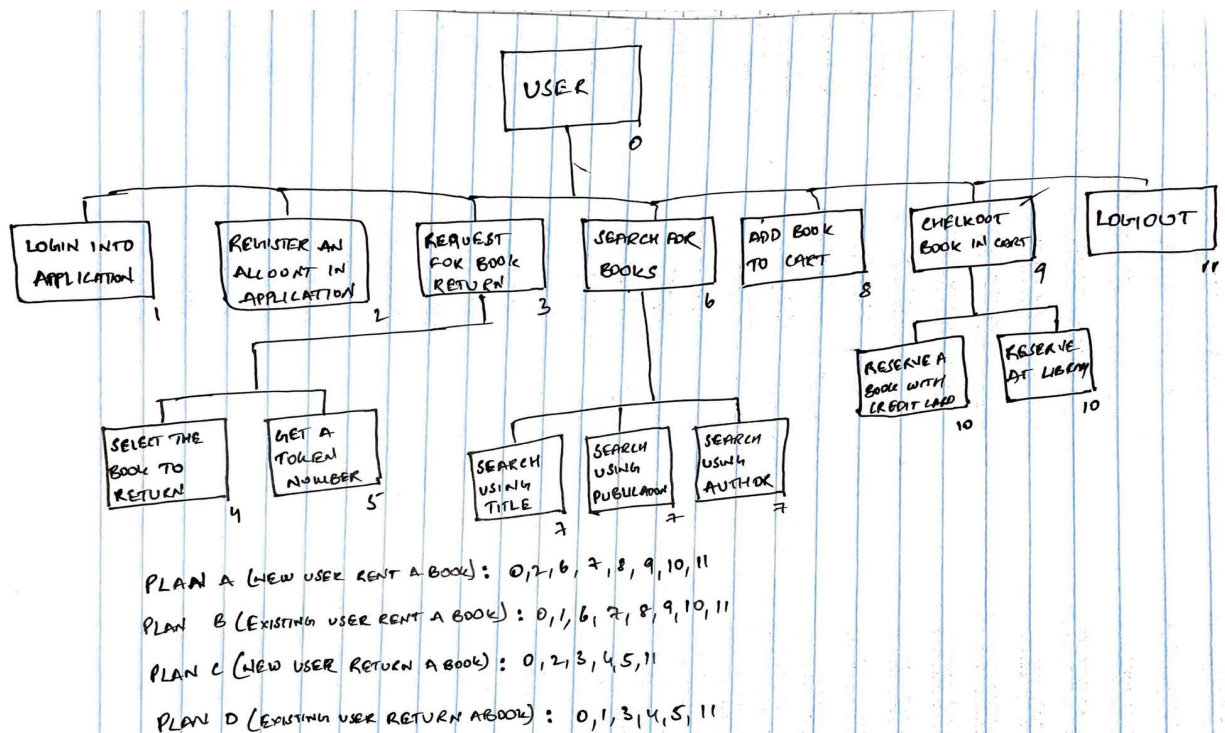 USER
0
LOGIN INTO
APPLICATION
1
REGISTER AN
ACCOUNT IN
APPLICATION
2
REQUEST
FOR BOOK
RETURN
3
SEARCH FOR
BOOKS
6
ADD BOOK
TO CART
8
CHECKOUT
BOOK IN CART
9
LOGOUT
11
SELECT THE
BOOK TO
RETURN
4
GET A
TOKEN
NUMBER
5
SEARCH
USING
TITLE
7
SEARCH
USING
PUBLICATION
7
SEARCH
USING
AUTHOR
7
RESERVE A
BOOK WITH
CREDIT CARD
10
RESERVE
AT LIBRARY
10
PLAN A (NEW USER RENT A BOOK): 0,2,6,7,8,9,10,11
PLAN B (EXISTING USER RENT A BOOK): 0,1,6,7,8,9,10,11
PLAN C (NEW USER RETURN A BOOK): 0,2,3,4,5,11
PLAN D (EXISTING USER RETURN A BOOK): 0,1,3,4,5,11